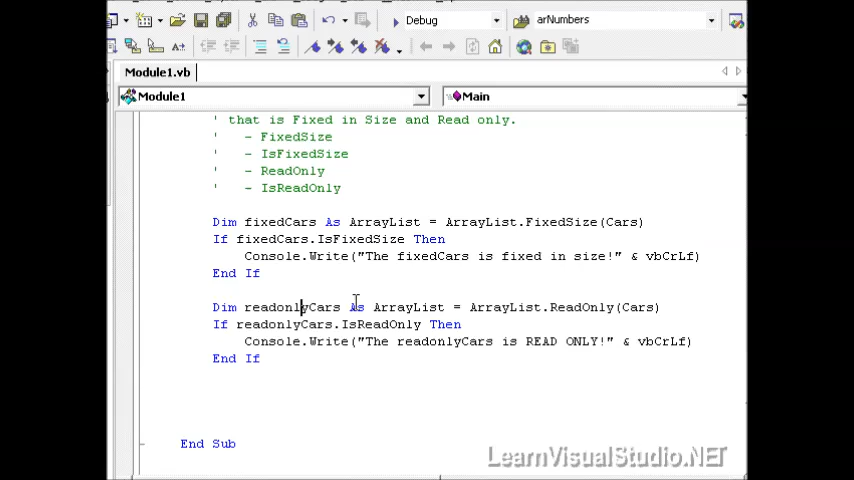 Debug
arNumbers
Module1.vb
Module1
Main
' that is Fixed in Size and Read only.
' - FixedSize
' - IsFixedSize
' - ReadOnly
' - IsReadOnly
Dim fixedCars As ArrayList = ArrayList.FixedSize(Cars)
If fixedCars.IsFixedSize Then
Console.Write("The fixedCars is fixed in size!" & vbCrLf)
End If
Dim readonlyCars As ArrayList = ArrayList.ReadOnly(Cars)
If readonlyCars.IsReadOnly Then
Console.Write("The readonlyCars is READ ONLY!" & vbCrLf)
End If
End Sub
LearnVisualStudio.NET